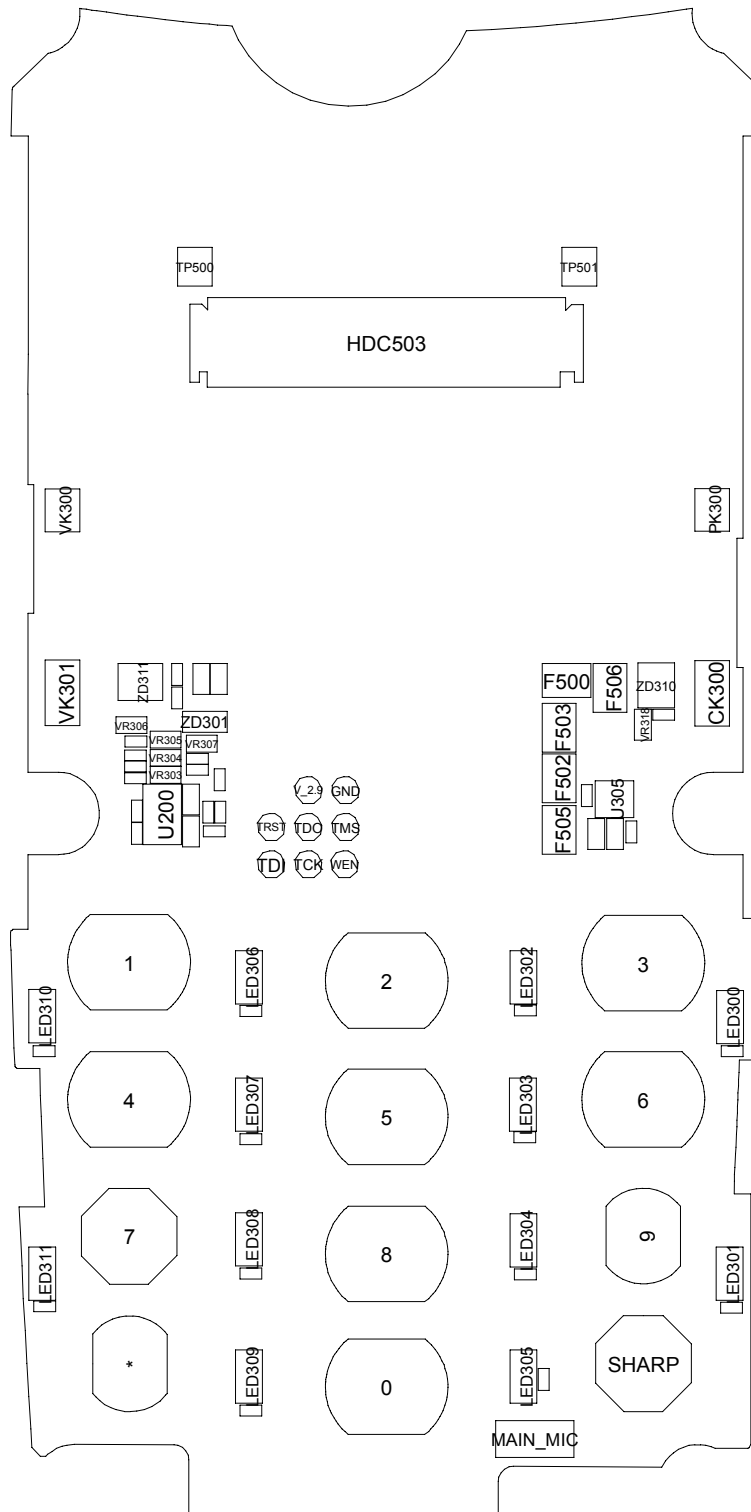 TP500 TP501
HDC503
VK300 PK300
VK301 ZD311 F500 F506 ZD310 CK300
VR306 ZD301 F503 VR318
VR305 VR307
VR304
VR303 F502
U200 V_2.9 GND U305
TRST TDO TMS F505
TDI TCK WEN
1 LED306 2 LED302 3
LED310 LED300
4 LED307 5 LED303 6
7 LED308 8 LED304 9
LED311 LED301
* LED309 0 LED305 SHARP
MAIN_MIC